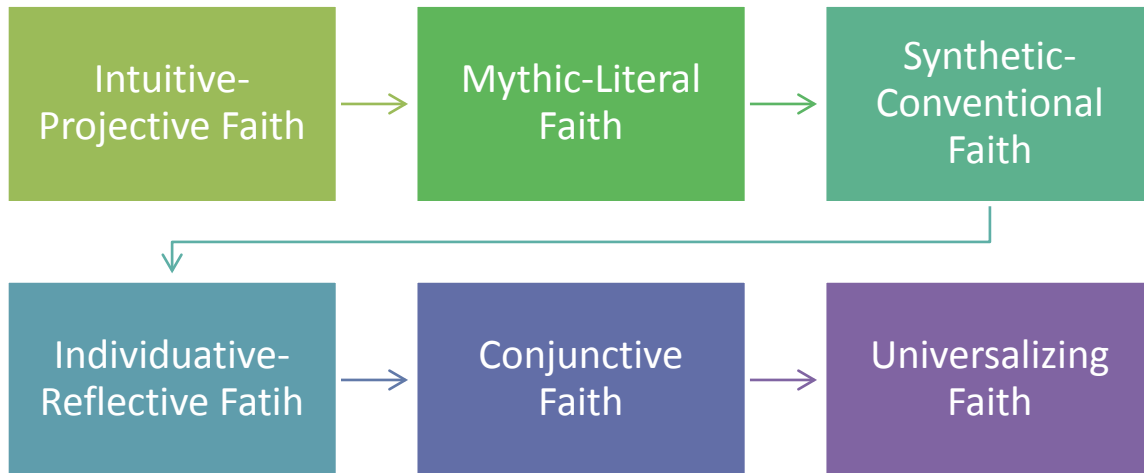 Intuitive-
Projective Faith
Mythic-Literal
Faith
Synthetic-
Conventional
Faith
Individuative-
Reflective Fatih
Conjunctive
Faith
Universalizing
Faith